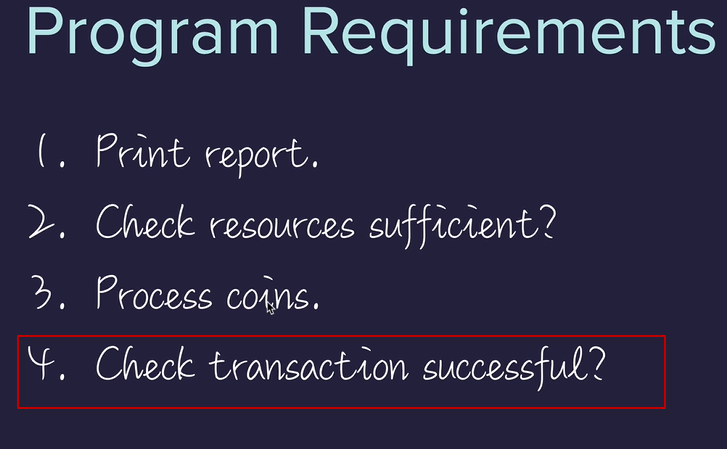 Program Requirements
1. Print report.
2. Check resources sufficient?
3. Process coins.
4. Check transaction successful?